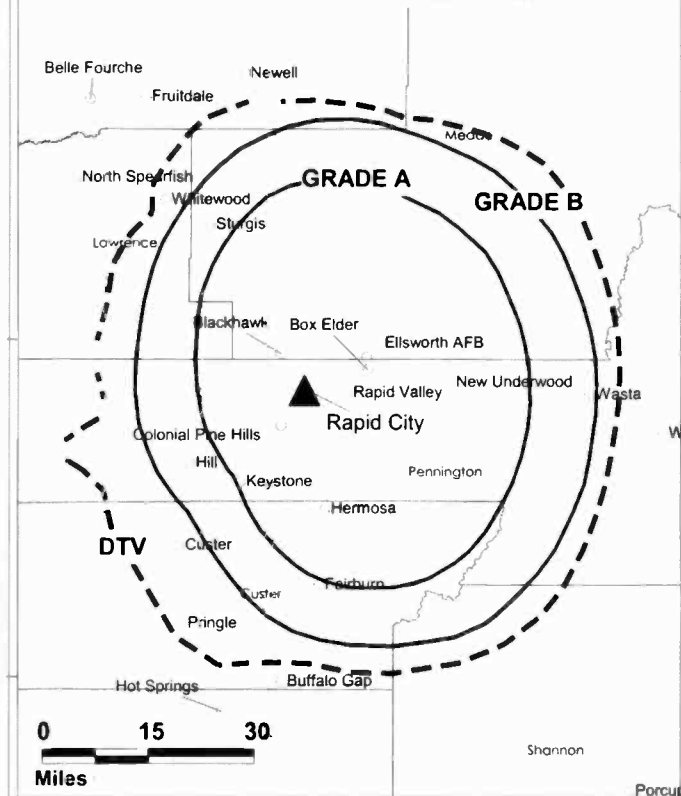 Belle Fourche
Newell
Fruitdale
Meade
North Spearfish
GRADE A
Whitewood
GRADE B
Sturgis
Lawrence
Blackhawk
Box Elder
Ellsworth AFB
Rapid Valley
New Underwood
Wasta
Rapid City
Colonial Pine Hills
Hill
Pennington
Keystone
Hermosa
DTV
Custer
Fairburn
Custer
Pringle
Buffalo Gap
Hot Springs
0 15 30
Miles
Shannon